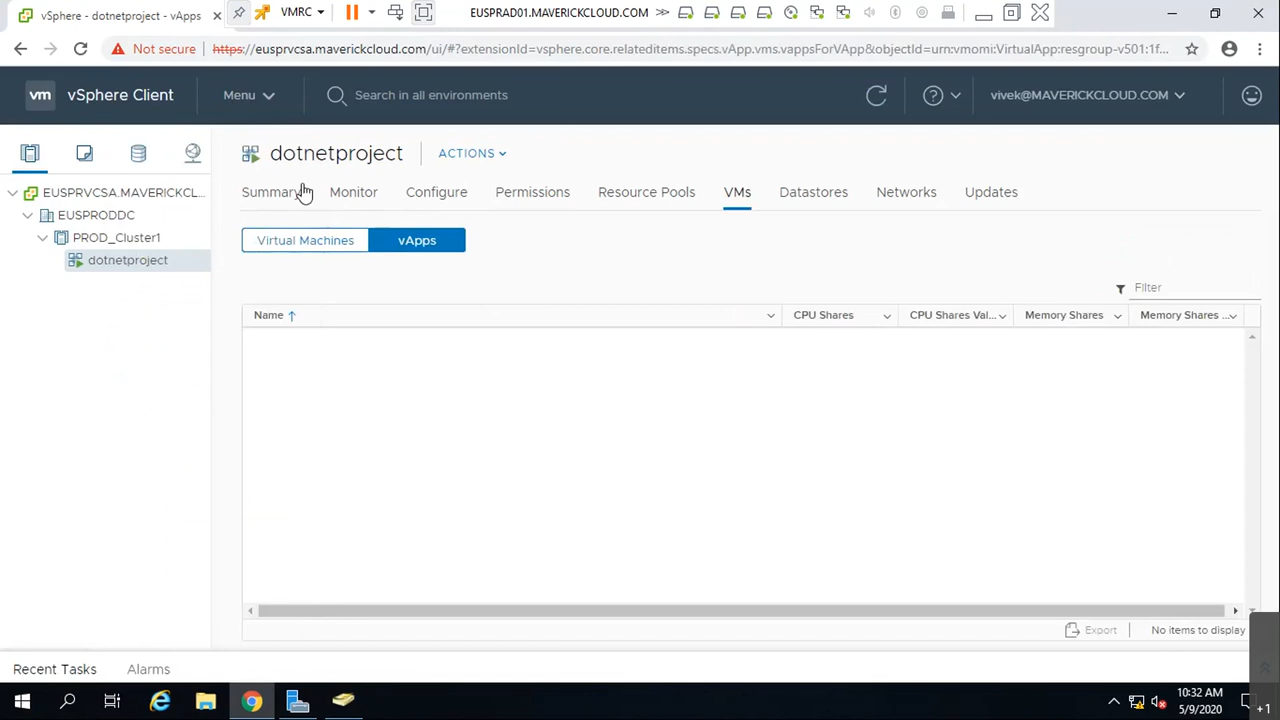 vSphere - dotnetproject - vApps
VMRC
EUSPRAD01.MAVERICKCLOUD.COM
Not secure
https://eusprvcsa.maverickcloud.com/ui/#?extensionId=vsphere.core.relateditems.specs.vApp.vms.vappsForVApp&objectId=urn:vmomi:VirtualApp:resgroup-v501:1f...
vm vSphere Client
Menu
Search in all environments
vivek@MAVERICKCLOUD.COM
dotnetproject
ACTIONS
Summary Monitor Configure Permissions Resource Pools VMs Datastores Networks Updates
EUSPRVCSA.MAVERICKCL...
EUSPRODDC
PROD_Cluster1
dotnetproject
Virtual Machines vApps
Filter
Name CPU Shares CPU Shares Val... Memory Shares Memory Shares ...
Export No items to display
Recent Tasks Alarms
10:32 AM
5/9/2020
+1